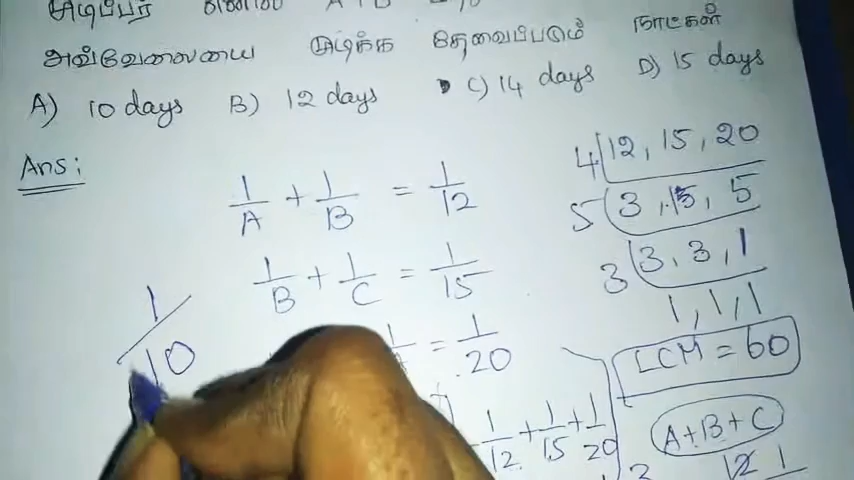 முடிப்பர் எனில்
அவ்வேலையை முடிக்க தேவைப்படும் நாட்கள்
A) 10 days B) 12 days C) 14 days D) 15 days
Ans:
1/A + 1/B = 1/12
1/B + 1/C = 1/15
= 1/20
1/12 + 1/15 + 1/20
1/10
4 12, 15, 20
5 3, 15, 5
3 3, 3, 1
1, 1, 1
LCM = 60
A+B+C